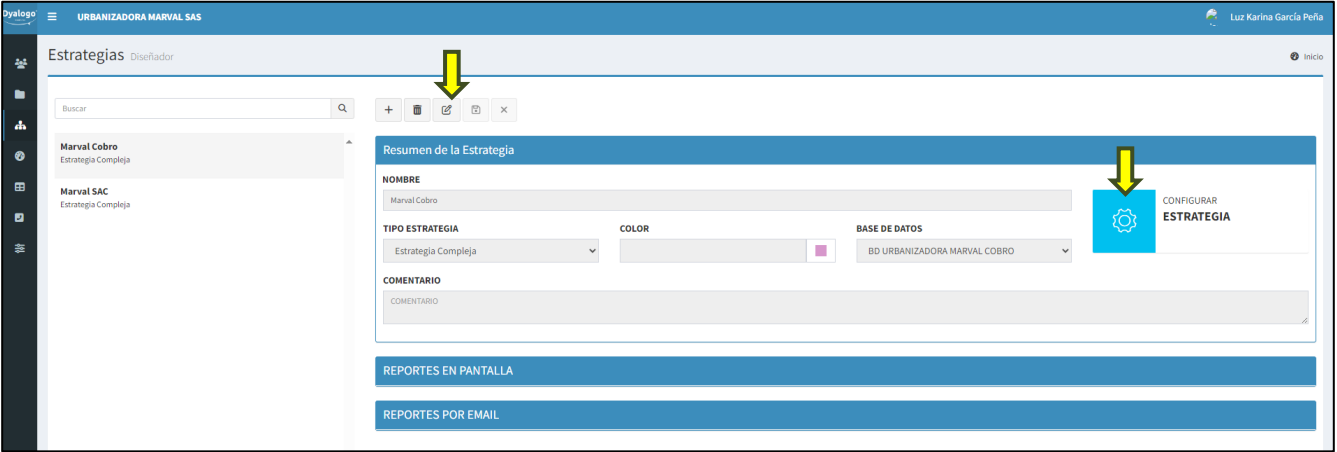 Dyalogo
URBANIZADORA MARVAL SAS
Luz Karina García Peña
Estrategias Diseñador
Inicio
Buscar
Marval Cobro
Estrategia Compleja
Marval SAC
Estrategia Compleja
Resumen de la Estrategia
NOMBRE
Marval Cobro
TIPO ESTRATEGIA
COLOR
BASE DE DATOS
Estrategia Compleja
BD URBANIZADORA MARVAL COBRO
COMENTARIO
COMENTARIO
CONFIGURAR
ESTRATEGIA
REPORTES EN PANTALLA
REPORTES POR EMAIL